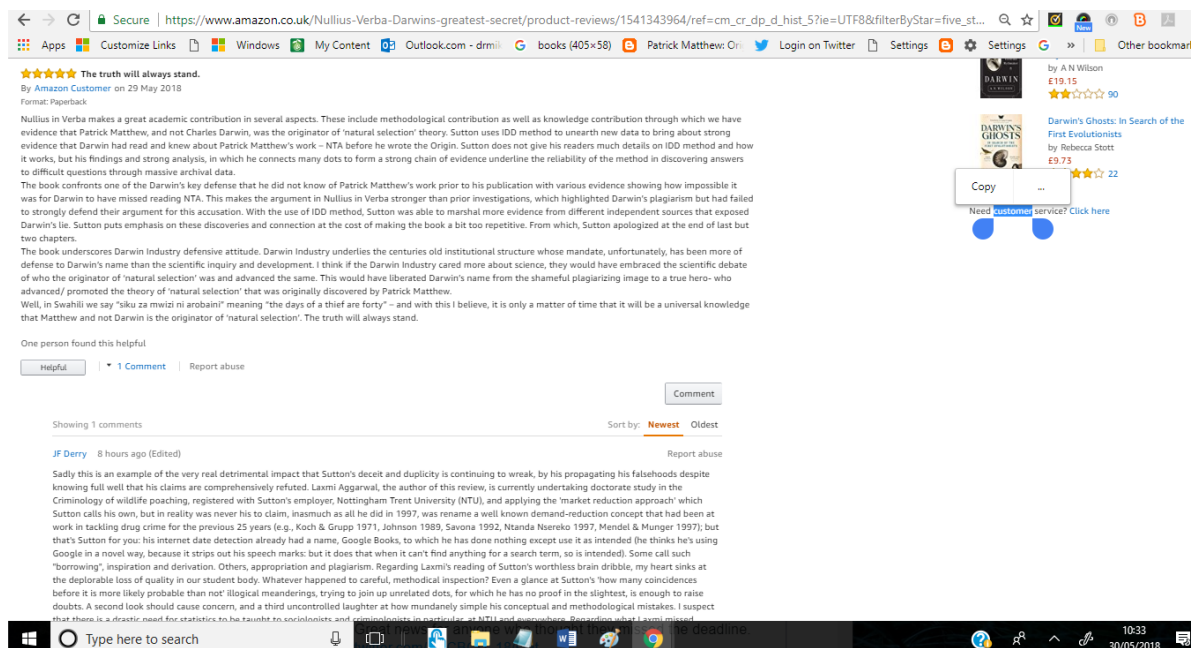 Secure | https://www.amazon.co.uk/Nullius-Verba-Darwins-greatest-secret/product-reviews/1541343964/ref=cm_cr_dp_d_hist_5?ie=UTF8&filterByStar=five_st...
Apps Customize Links Windows My Content Outlook.com - drmi G books (405×58) Patrick Matthew: Ori Login on Twitter Settings Settings » Other bookmar
★★★★★ The truth will always stand.
By Amazon Customer on 29 May 2018
Format: Paperback
Nullius in Verba makes a great academic contribution in several aspects. These include methodological contribution as well as knowledge contribution through which we have
evidence that Patrick Matthew, and not Charles Darwin, was the originator of 'natural selection' theory. Sutton uses IDD method to unearth new data to bring about strong
evidence that Darwin had read and knew about Patrick Matthew's work – NTA before he wrote the Origin. Sutton does not give his readers much details on IDD method and how
it works, but his findings and strong analysis, in which he connects many dots to form a strong chain of evidence underline the reliability of the method in discovering answers
to difficult questions through massive archival data.
The book confronts one of the Darwin's key defense that he did not know of Patrick Matthew's work prior to his publication with various evidence showing how impossible it
was for Darwin to have missed reading NTA. This makes the argument in Nullius in Verba stronger than prior investigations, which highlighted Darwin's plagiarism but had failed
to strongly defend their argument for this accusation. With the use of IDD method, Sutton was able to marshal more evidence from different independent sources that exposed
Darwin's lie. Sutton puts emphasis on these discoveries and connection at the cost of making the book a bit too repetitive. From which, Sutton apologized at the end of last but
two chapters.
The book underscores Darwin Industry defensive attitude. Darwin Industry underlies the centuries old institutional structure whose mandate, unfortunately, has been more of
defense to Darwin's name than the scientific inquiry and development. I think if the Darwin Industry cared more about science, they would have embraced the scientific debate
of who the originator of 'natural selection' was and advanced the same. This would have liberated Darwin's name from the shameful plagiarizing image to a true hero- who
advanced/ promoted the theory of 'natural selection' that was originally discovered by Patrick Matthew.
Well, in Swahili we say "siku za mwizi ni arobaini" meaning "the days of a thief are forty" – and with this I believe, it is only a matter of time that it will be a universal knowledge
that Matthew and not Darwin is the originator of 'natural selection'. The truth will always stand.
One person found this helpful
Helpful 1 Comment Report abuse
Comment
Showing 1 comments Sort by: Newest Oldest
JF Derry 8 hours ago (Edited) Report abuse
Sadly this is an example of the very real detrimental impact that Sutton's deceit and duplicity is continuing to wreak, by his propagating his falsehoods despite
knowing full well that his claims are comprehensively refuted. Laxmi Aggarwal, the author of this review, is currently undertaking doctorate study in the
Criminology of wildlife poaching, registered with Sutton's employer, Nottingham Trent University (NTU), and applying the 'market reduction approach' which
Sutton calls his own, but in reality was never his to claim, inasmuch as all he did in 1997, was rename a well known demand-reduction concept that had been at
work in tackling drug crime for the previous 25 years (e.g., Koch & Grupp 1971, Johnson 1989, Savona 1992, Ntanda Nsereko 1997, Mendel & Munger 1997); but
that's Sutton for you: his internet date detection already had a name, Google Books, to which he has done nothing except use it as intended (he thinks he's using
Google in a novel way, because it strips out his speech marks: but it does that when it can't find anything for a search term, so is intended). Some call such
"borrowing", inspiration and derivation. Others, appropriation and plagiarism. Regarding Laxmi's reading of Sutton's worthless brain dribble, my heart sinks at
the deplorable loss of quality in our student body. Whatever happened to careful, methodical inspection? Even a glance at Sutton's 'how many coincidences
before it is more likely probable than not' illogical meanderings, trying to join up unrelated dots, for which he has no proof in the slightest, is enough to raise
doubts. A second look should cause concern, and a third uncontrolled laughter at how mundanely simple his conceptual and methodological mistakes. I suspect
that there is a drastic need for statistics to be taught to sociologists and criminologists in particular, at NTU and everywhere. Regarding what Laxmi missed
DARWIN
by A N Wilson
£19.15
90
DARWIN'S
GHOSTS
Darwin's Ghosts: In Search of the
First Evolutionists
by Rebecca Stott
£9.73
22
Copy ...
Need customer service? Click here
Type here to search
Great news anyone who thought they missed the deadline
10:33
30/05/2018